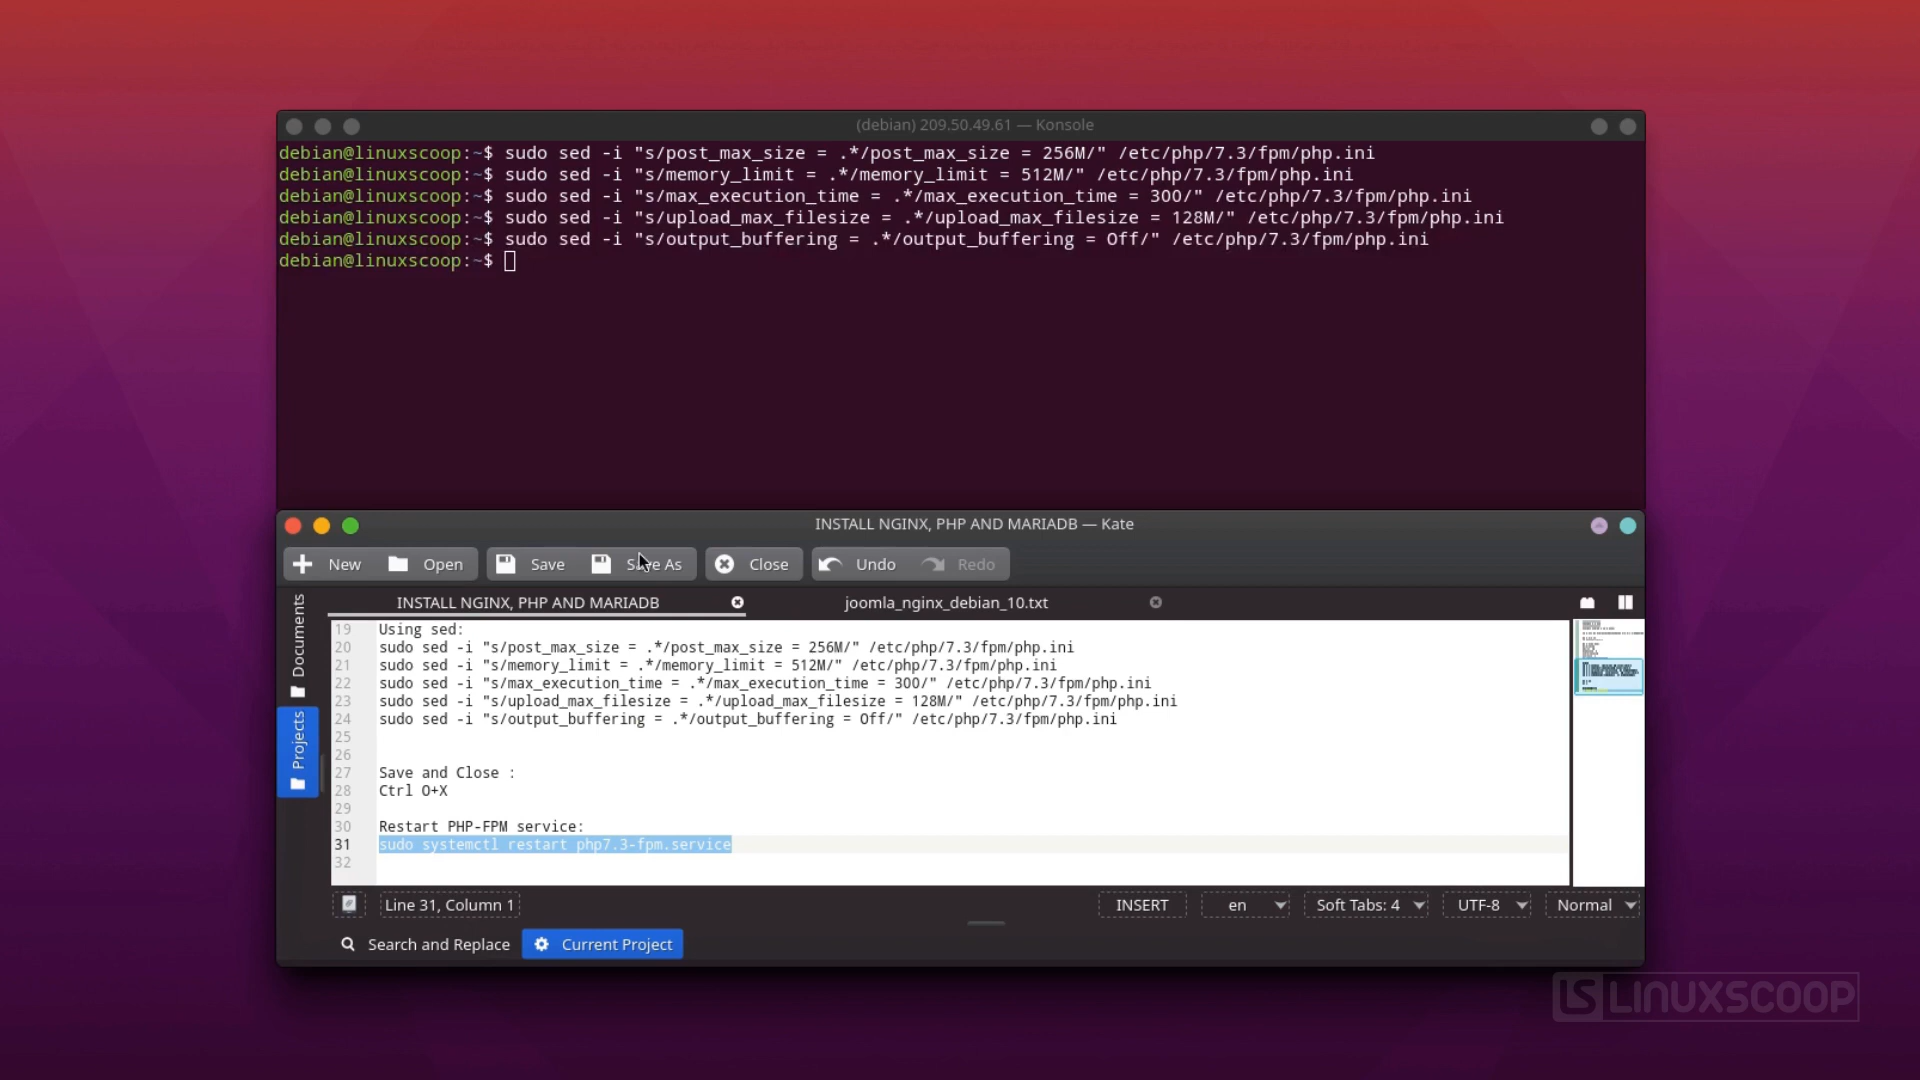 (debian) 209.50.49.61 — Konsole
debian@linuxscoop:~$ sudo sed -i "s/post_max_size = .*/post_max_size = 256M/" /etc/php/7.3/fpm/php.ini
debian@linuxscoop:~$ sudo sed -i "s/memory_limit = .*/memory_limit = 512M/" /etc/php/7.3/fpm/php.ini
debian@linuxscoop:~$ sudo sed -i "s/max_execution_time = .*/max_execution_time = 300/" /etc/php/7.3/fpm/php.ini
debian@linuxscoop:~$ sudo sed -i "s/upload_max_filesize = .*/upload_max_filesize = 128M/" /etc/php/7.3/fpm/php.ini
debian@linuxscoop:~$ sudo sed -i "s/output_buffering = .*/output_buffering = Off/" /etc/php/7.3/fpm/php.ini
debian@linuxscoop:~$
INSTALL NGINX, PHP AND MARIADB — Kate
New Open Save Save As Close Undo Redo
Documents
Projects
INSTALL NGINX, PHP AND MARIADB joomla_nginx_debian_10.txt
19 Using sed:
20 sudo sed -i "s/post_max_size = .*/post_max_size = 256M/" /etc/php/7.3/fpm/php.ini
21 sudo sed -i "s/memory_limit = .*/memory_limit = 512M/" /etc/php/7.3/fpm/php.ini
22 sudo sed -i "s/max_execution_time = .*/max_execution_time = 300/" /etc/php/7.3/fpm/php.ini
23 sudo sed -i "s/upload_max_filesize = .*/upload_max_filesize = 128M/" /etc/php/7.3/fpm/php.ini
24 sudo sed -i "s/output_buffering = .*/output_buffering = Off/" /etc/php/7.3/fpm/php.ini
25
26
27 Save and Close :
28 Ctrl O+X
29
30 Restart PHP-FPM service:
31 sudo systemctl restart php7.3-fpm.service
32
Line 31, Column 1 INSERT en Soft Tabs: 4 UTF-8 Normal
Search and Replace Current Project
LS LINUXSCOOP